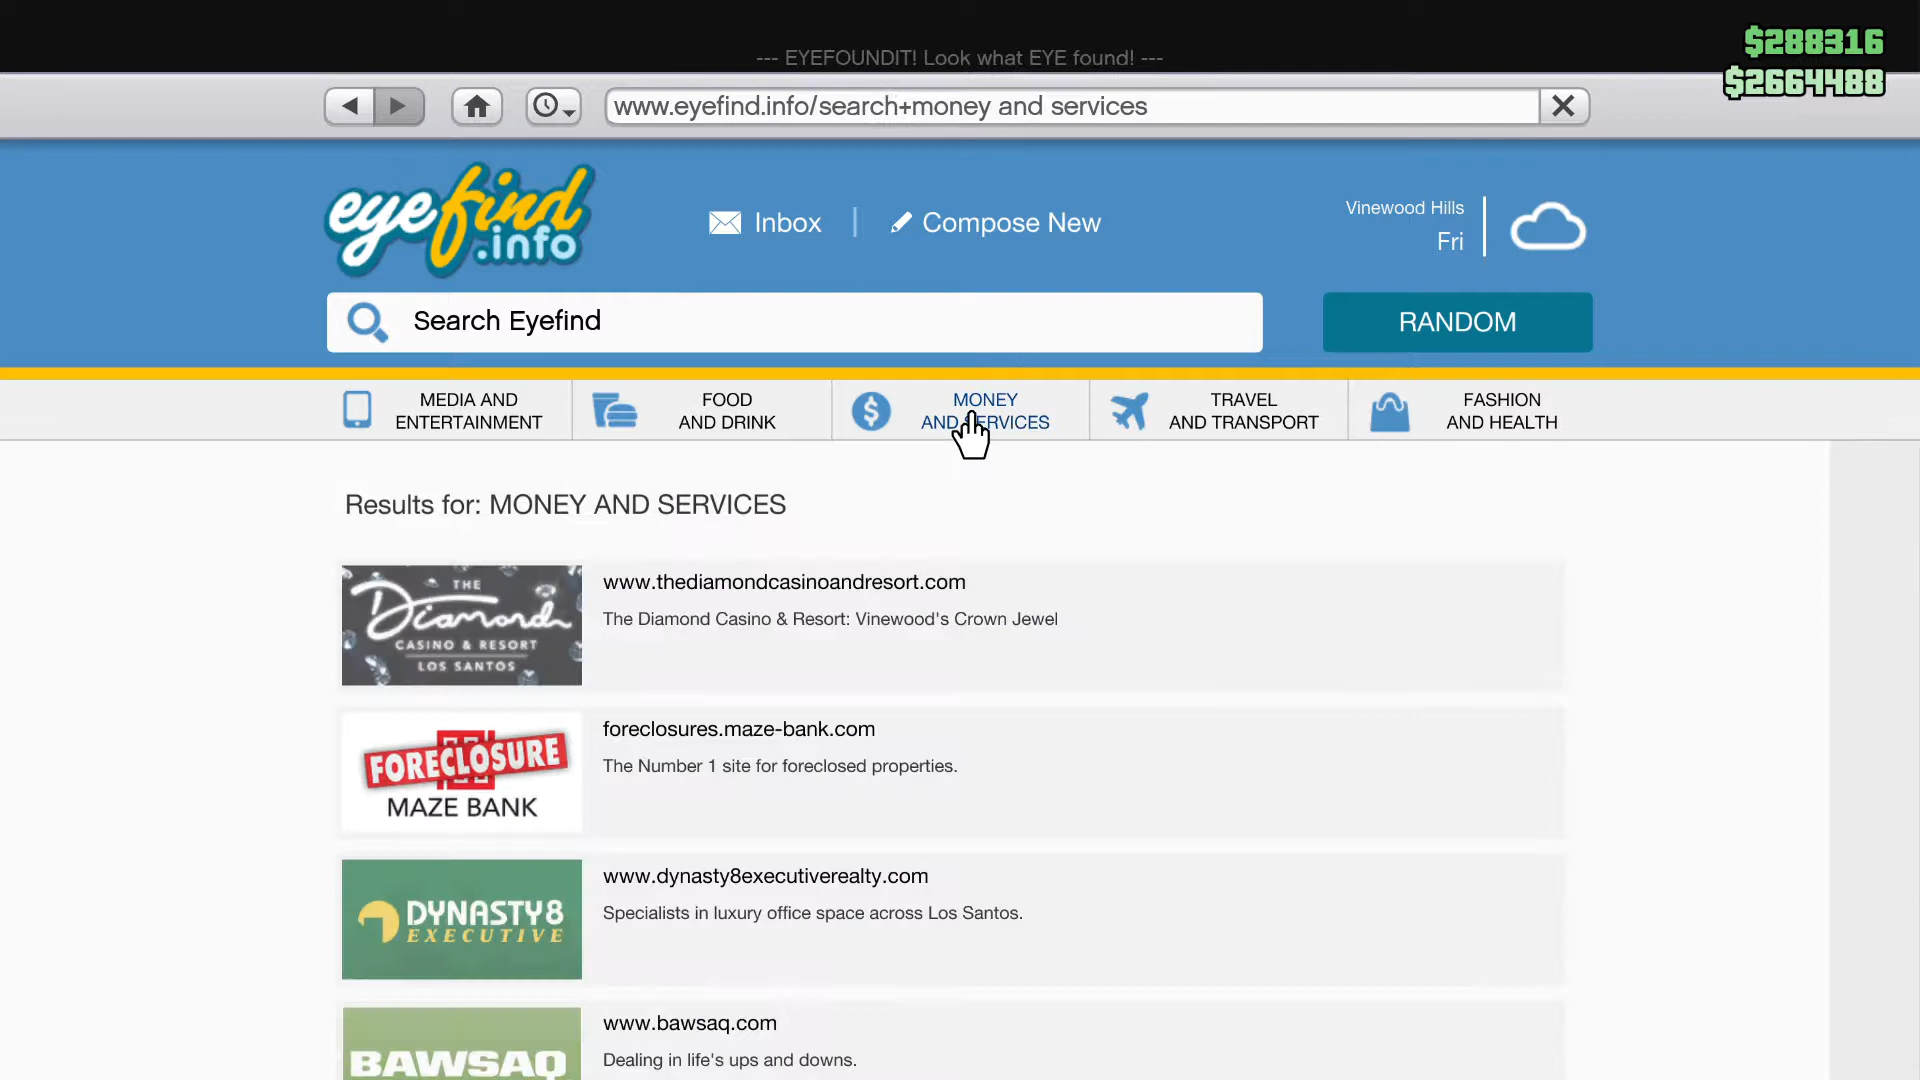 $288316
--- EYEFOUNDIT! Look what EYE found! ---
$2664488
www.eyefind.info/search+money and services
eyefind
.info
Inbox
Compose New
Vinewood Hills
Fri
Search Eyefind
RANDOM
MEDIA AND
ENTERTAINMENT
FOOD
AND DRINK
MONEY
AND SERVICES
TRAVEL
AND TRANSPORT
FASHION
AND HEALTH
Results for: MONEY AND SERVICES
THE
Diamond
CASINO & RESORT
LOS SANTOS
www.thediamondcasinoandresort.com
The Diamond Casino & Resort: Vinewood's Crown Jewel
FORECLOSURE
MAZE BANK
foreclosures.maze-bank.com
The Number 1 site for foreclosed properties.
DYNASTY8
EXECUTIVE
www.dynasty8executiverealty.com
Specialists in luxury office space across Los Santos.
BAWSAQ
www.bawsaq.com
Dealing in life's ups and downs.